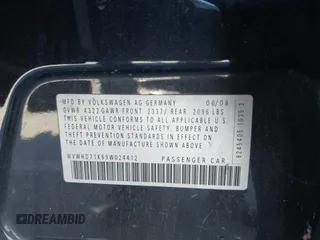 MFD. BY VOLKSWAGEN AG GERMANY 08/08
GVWR 4322 GAWR FRONT 2337/ REAR 2096 LBS
THIS VEHICLE CONFORMS TO ALL APPLICABLE
FEDERAL MOTOR VEHICLE SAFETY, BUMPER AND
THEFT PREVENTION STANDARDS IN EFFECT
ON THE DATE OF MANUFACTURE SHOWN ABOVE.
PASSENGER CAR
DREAMBID